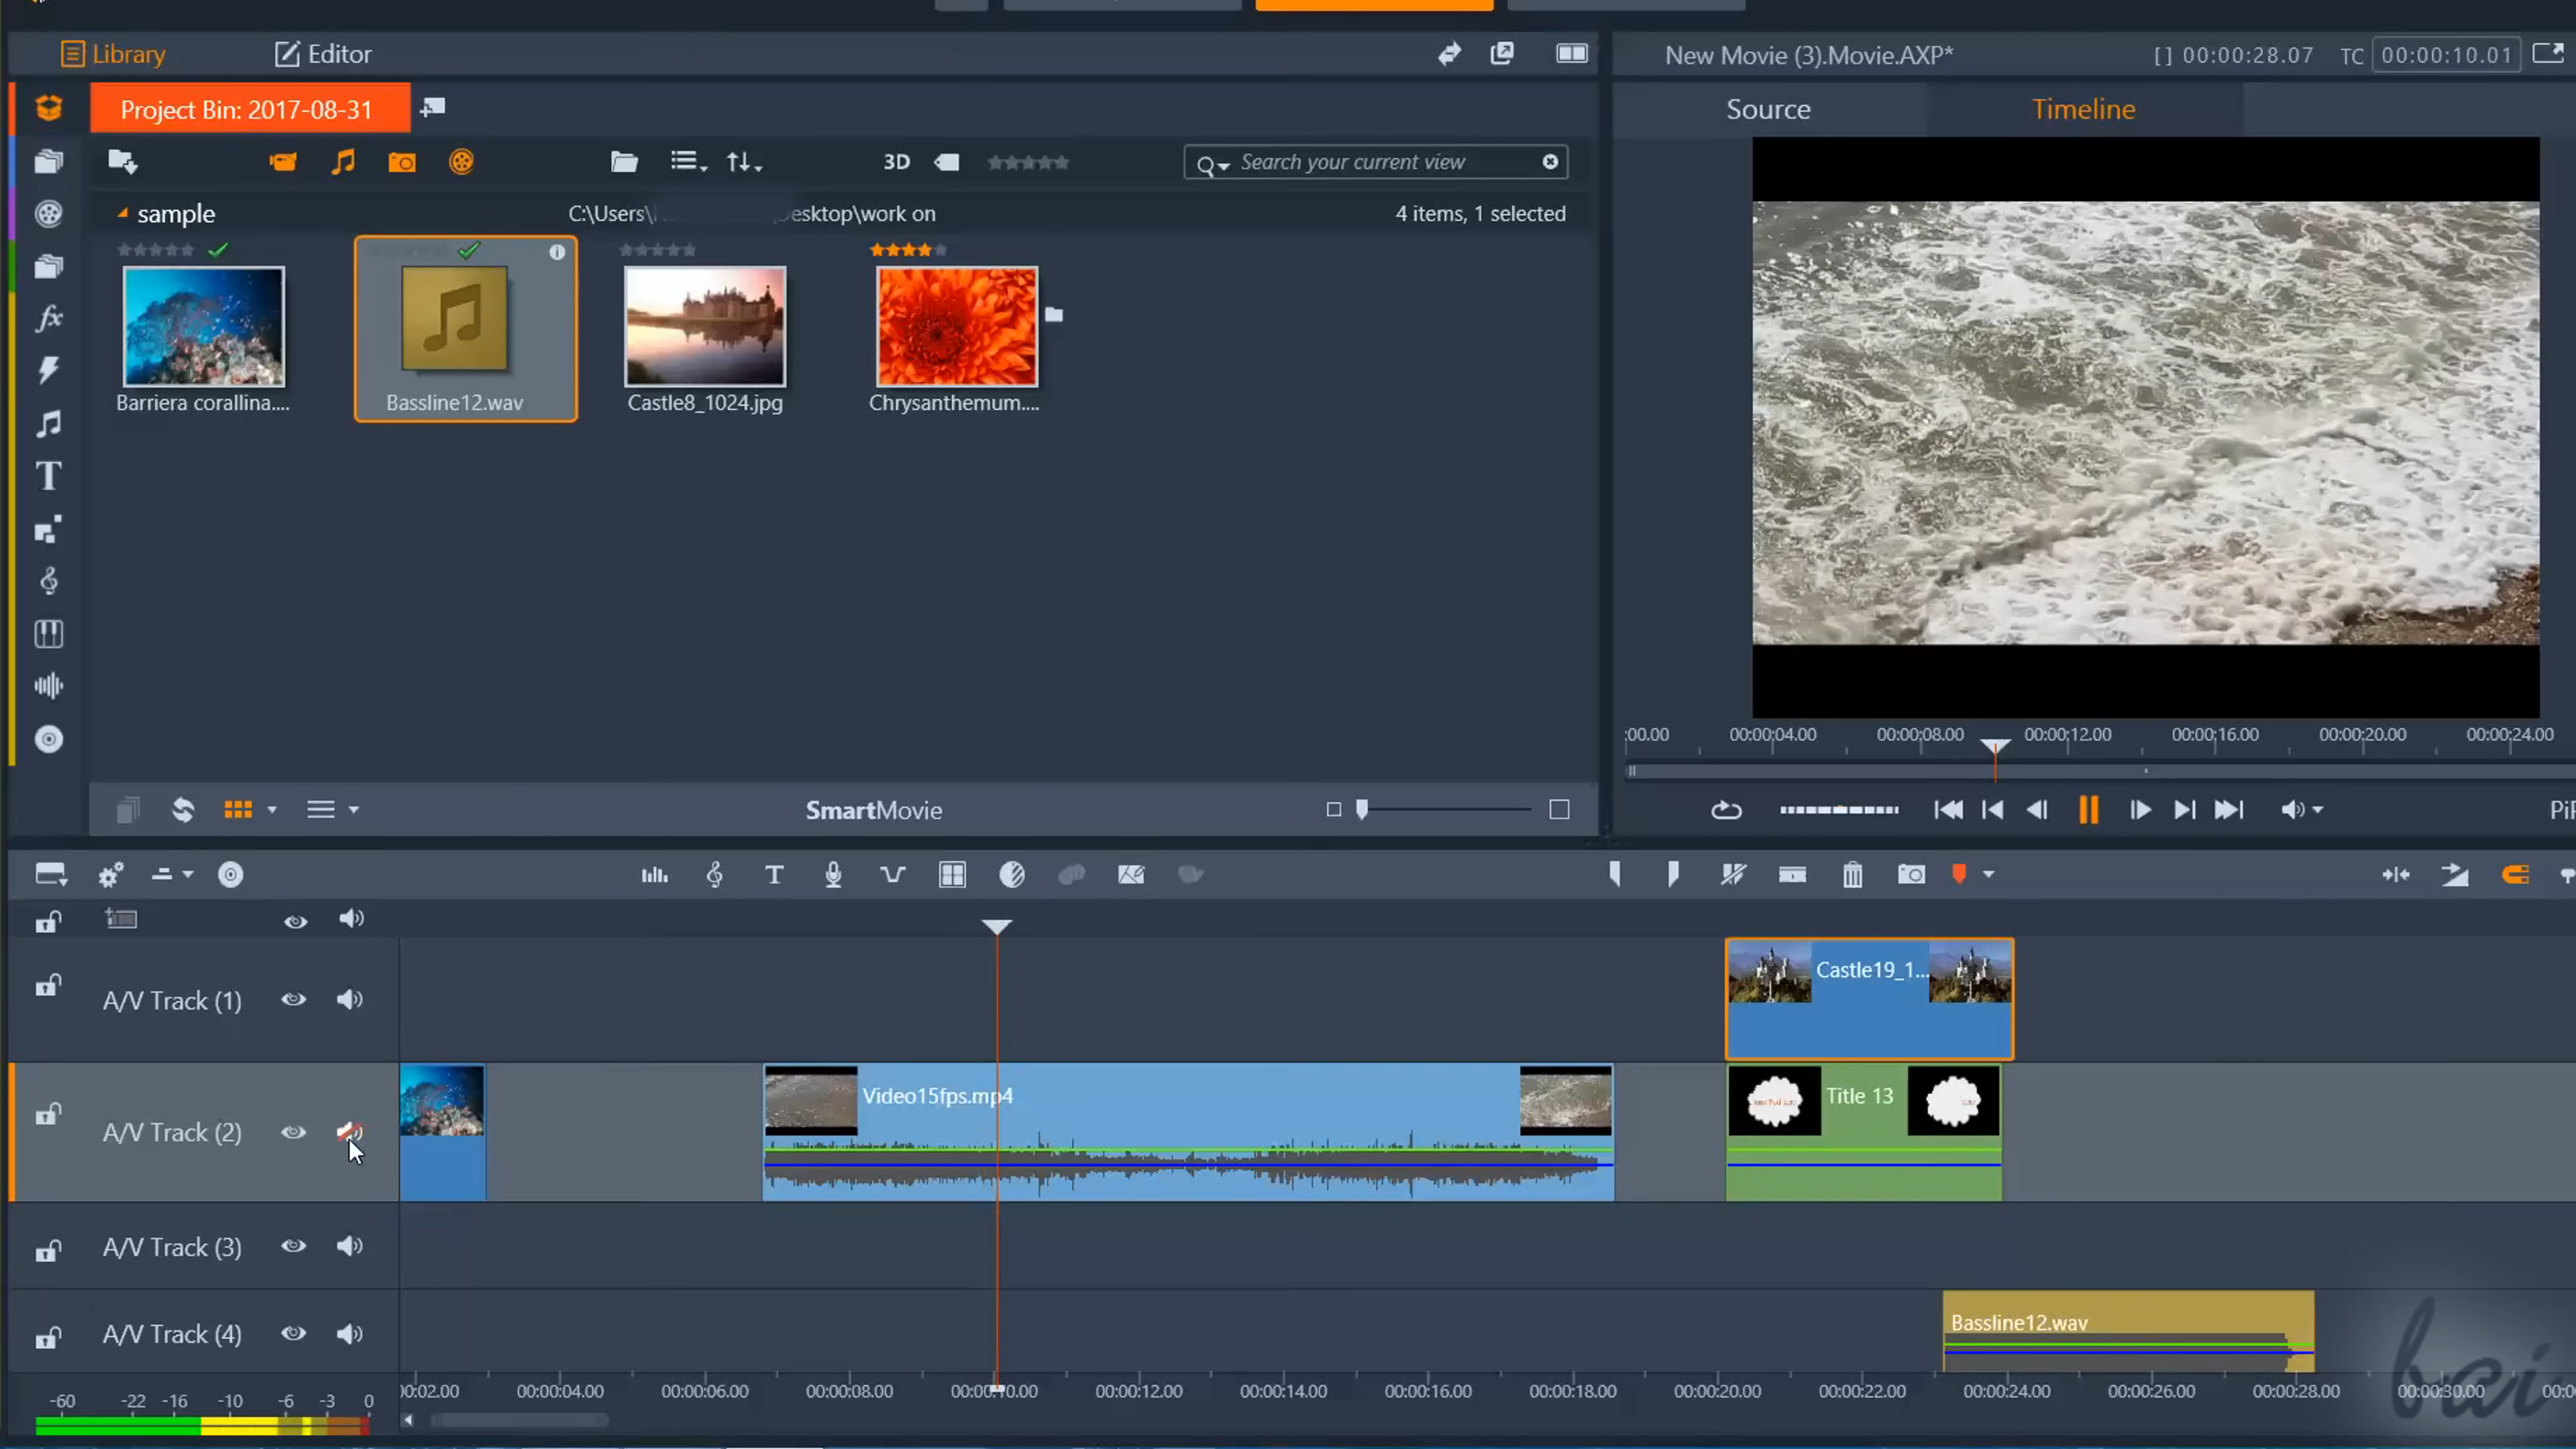 Library Editor
New Movie (3).Movie.AXP* [] 00:00:28.07 TC 00:00:10.01
Project Bin: 2017-08-31
Source Timeline
3D Search your current view
sample C:\Users\ esktop\work on 4 items, 1 selected
Barriera corallina.... Bassline12.wav Castle8_1024.jpg Chrysanthemum....
:00.00 00:00:04.00 00:00:08.00 00:00:12.00 00:00:16.00 00:00:20.00 00:00:24.00
SmartMovie
PiP
A/V Track (1)
Castle19_1...
A/V Track (2)
Video15fps.mp4
Title 13
A/V Track (3)
A/V Track (4)
Bassline12.wav
-60 -22 -16 -10 -6 -3 0
00:02.00 00:00:04.00 00:00:06.00 00:00:08.00 00:00:10.00 00:00:12.00 00:00:14.00 00:00:16.00 00:00:18.00 00:00:20.00 00:00:22.00 00:00:24.00 00:00:26.00 00:00:28.00 00:00:30.00
bai